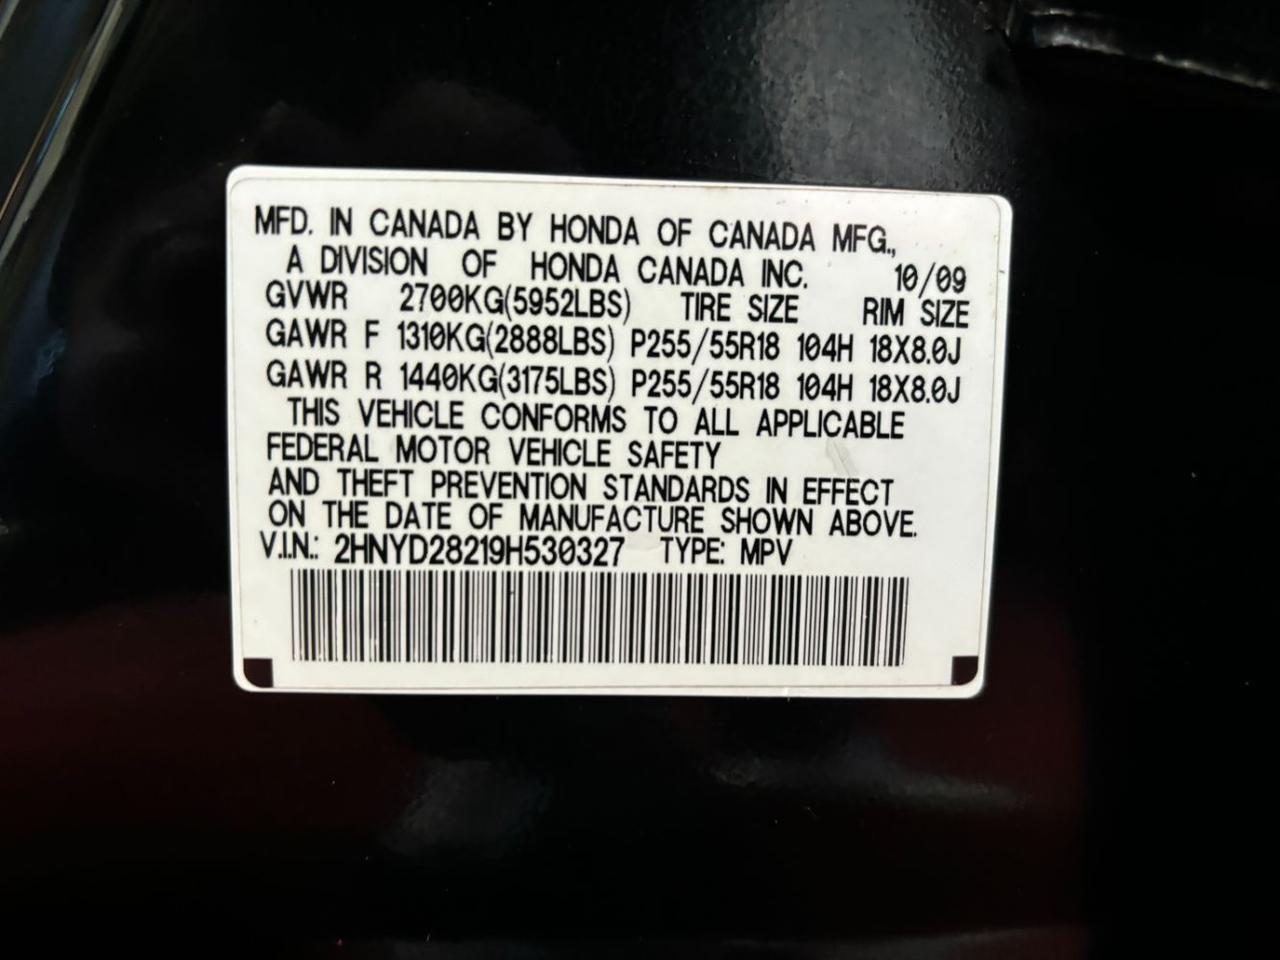 MFD. IN CANADA BY HONDA OF CANADA MFG.,
A DIVISION OF HONDA CANADA INC. 10/09
GVWR 2700KG(5952LBS) TIRE SIZE RIM SIZE
GAWR F 1310KG(2888LBS) P255/55R18 104H 18X8.0J
GAWR R 1440KG(3175LBS) P255/55R18 104H 18X8.0J
THIS VEHICLE CONFORMS TO ALL APPLICABLE
FEDERAL MOTOR VEHICLE SAFETY
AND THEFT PREVENTION STANDARDS IN EFFECT
ON THE DATE OF MANUFACTURE SHOWN ABOVE.
V.I.N.: 2HNYD28219H530327 TYPE: MPV